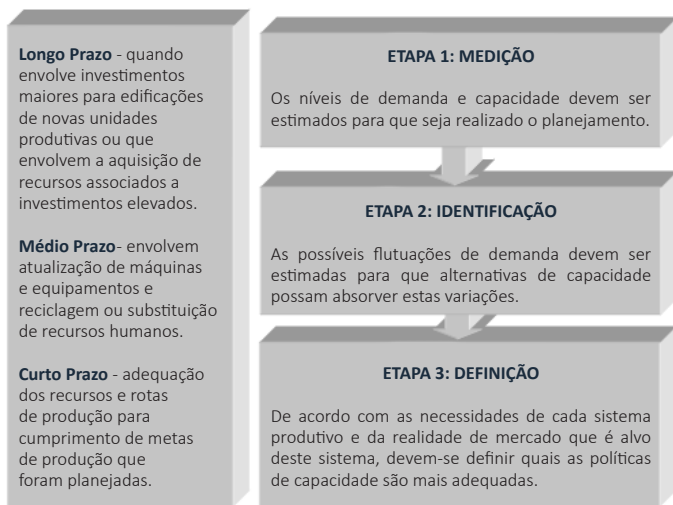 Longo Prazo - quando
envolve investimentos
maiores para edificações
de novas unidades
produtivas ou que
envolvem a aquisição de
recursos associados a
investimentos elevados.
Médio Prazo- envolvem
atualização de máquinas
e equipamentos e
reciclagem ou substituição
de recursos humanos.
Curto Prazo - adequação
dos recursos e rotas
de produção para
cumprimento de metas
de produção que
foram planejadas.
ETAPA 1: MEDIÇÃO
Os níveis de demanda e capacidade devem ser
estimados para que seja realizado o planejamento.
ETAPA 2: IDENTIFICAÇÃO
As possíveis flutuações de demanda devem ser
estimadas para que alternativas de capacidade
possam absorver estas variações.
ETAPA 3: DEFINIÇÃO
De acordo com as necessidades de cada sistema
produtivo e da realidade de mercado que é alvo
deste sistema, devem-se definir quais as políticas
de capacidade são mais adequadas.